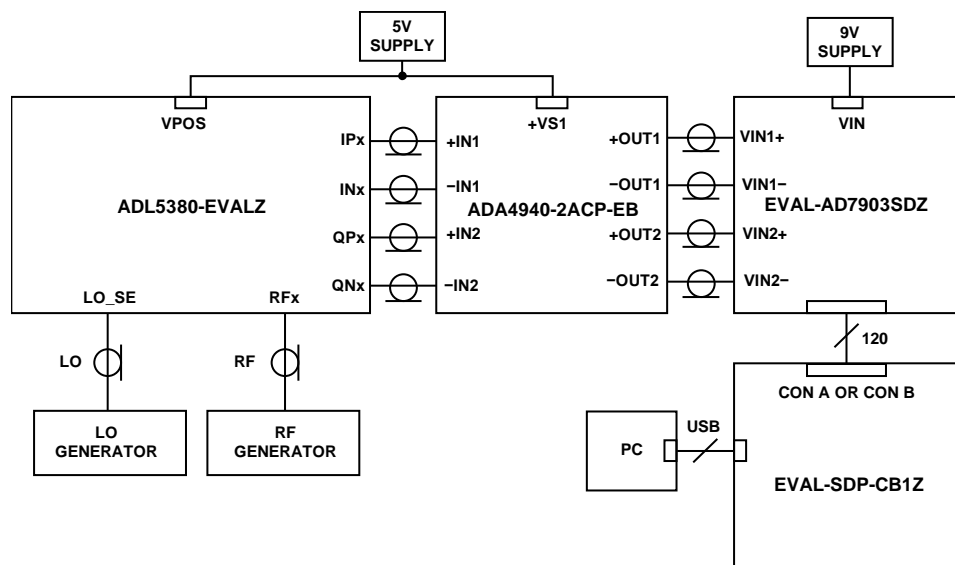 5V
SUPPLY
9V
SUPPLY
VPOS
+VS1
VIN
IPx
+IN1
+OUT1
VIN1+
INx
−IN1
−OUT1
VIN1−
ADL5380-EVALZ
ADA4940-2ACP-EB
EVAL-AD7903SDZ
QPx
+IN2
+OUT2
VIN2+
QNx
−IN2
−OUT2
VIN2−
LO_SE
RFx
LO
RF
120
LO
GENERATOR
RF
GENERATOR
CON A OR CON B
PC
USB
EVAL-SDP-CB1Z